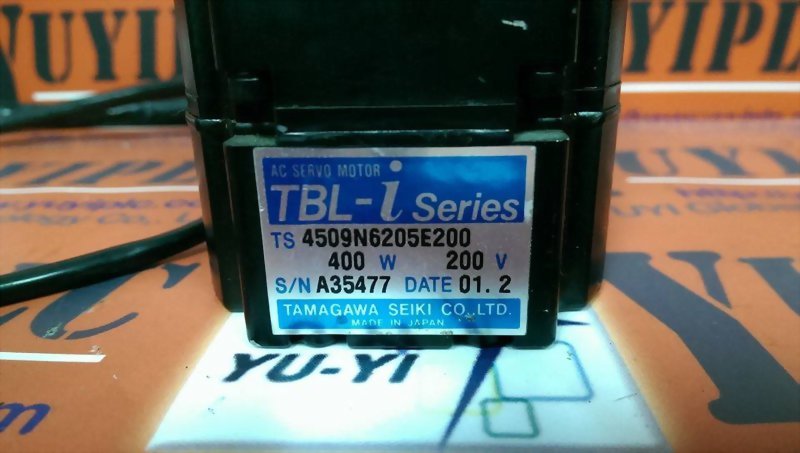 AC SERVO MOTOR
TBL-i Series
TS 4509N6205E200
400 W 200 V
S/N A35477 DATE 01. 2
TAMAGAWA SEIKI CO., LTD.
MADE IN JAPAN
YU-YI